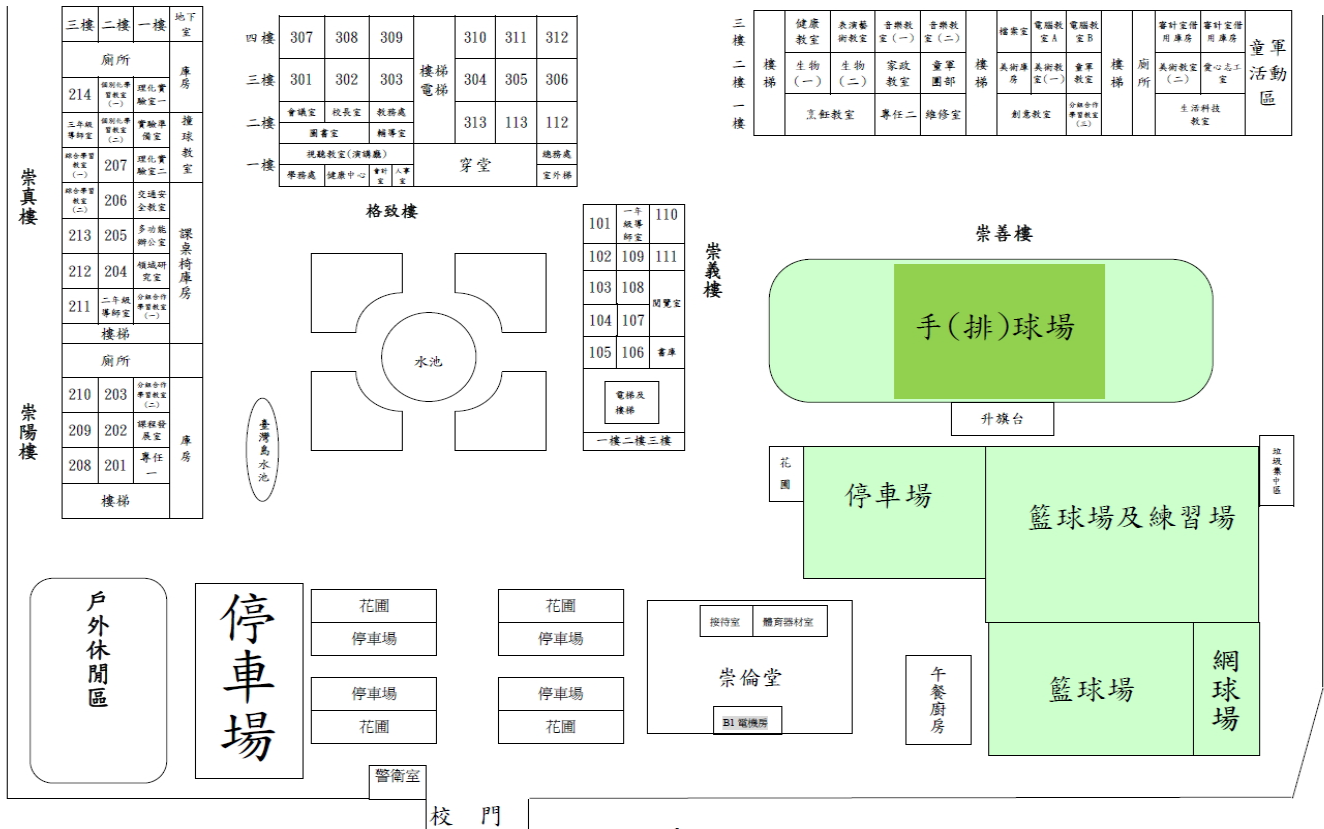 三樓 二樓 一樓 地下室
廁所 庫房
214 個別化學習教室(一) 理化實驗室一
三年級導師室 個別化學習教室(二) 實驗準備室 撞球教室
綜合學習教室(一) 207 理化實驗室二
綜合學習教室(二) 206 交通安全教室 課桌椅庫房
213 205 多功能辦公室
212 204 領域研究室
211 二年級導師室 分組合作學習教室(一)
樓梯
廁所
210 203 分組合作學習教室(二) 庫房
209 202 課程發展室
208 201 專任一
樓梯
崇真樓
崇陽樓
四樓 307 308 309 樓梯電梯 310 311 312
三樓 301 302 303 304 305 306
二樓 會議室 校長室 教務處 313 113 112
圖書室 輔導室
一樓 視聽教室(演講廳) 穿堂 總務處
學務處 健康中心 會計室 人事室 室外梯
格致樓
三樓 二樓 一樓
樓梯 健康教室 表演藝術教室 音樂教室(一) 音樂教室(二) 樓梯 檔案室 電腦教室A 電腦教室B 樓梯 廁所 審計室借用庫房 審計室借用庫房 童軍活動區
生物(一) 生物(二) 家政教室 童軍團部 美術庫房 美術教室(一) 童軍教室 美術教室(二) 愛心志工室
烹飪教室 專任二 維修室 創意教室 分組合作學習教室(三) 生活科技教室
崇善樓
101 一年級導師室 110
102 109 111
103 108 閱覽室
104 107
105 106 書庫
電梯及樓梯
一樓二樓三樓
崇義樓
水池
臺灣島水池
手(排)球場
升旗台
花圃
停車場
籃球場及練習場
垃圾集中區
籃球場
網球場
戶外休閒區
停車場
花圃
停車場
花圃
停車場
停車場
花圃
停車場
花圃
接待室 體育器材室
崇倫堂
B1 電機房
午餐廚房
警衛室
校 門